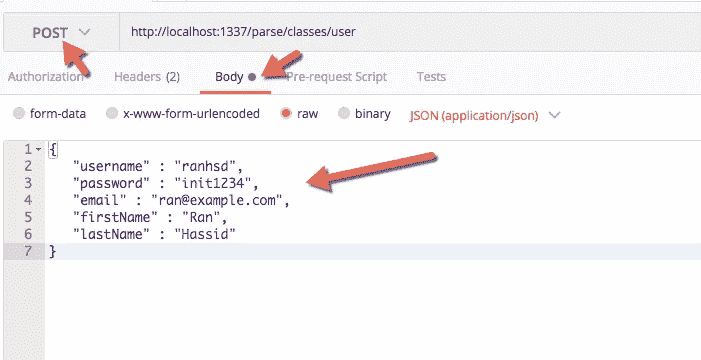 POST http://localhost:1337/parse/classes/user
Authorization Headers (2) Body Pre-request Script Tests
form-data x-www-form-urlencoded raw binary JSON (application/json)
1 {
2 "username" : "ranhsd",
3 "password" : "init1234",
4 "email" : "ran@example.com",
5 "firstName" : "Ran",
6 "lastName" : "Hassid"
7 }